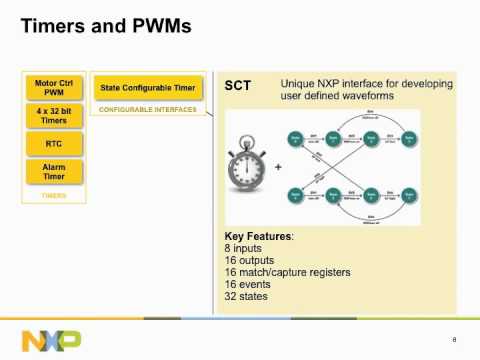 Timers and PWMs
Motor Ctrl
PWM
4 x 32 bit
Timers
RTC
Alarm
Timer
TIMERS
State Configurable Timer
CONFIGURABLE INTERFACES
SCT
Unique NXP interface for developing
user defined waveforms
+
Key Features:
8 inputs
16 outputs
16 match/capture registers
16 events
32 states
NXP
8